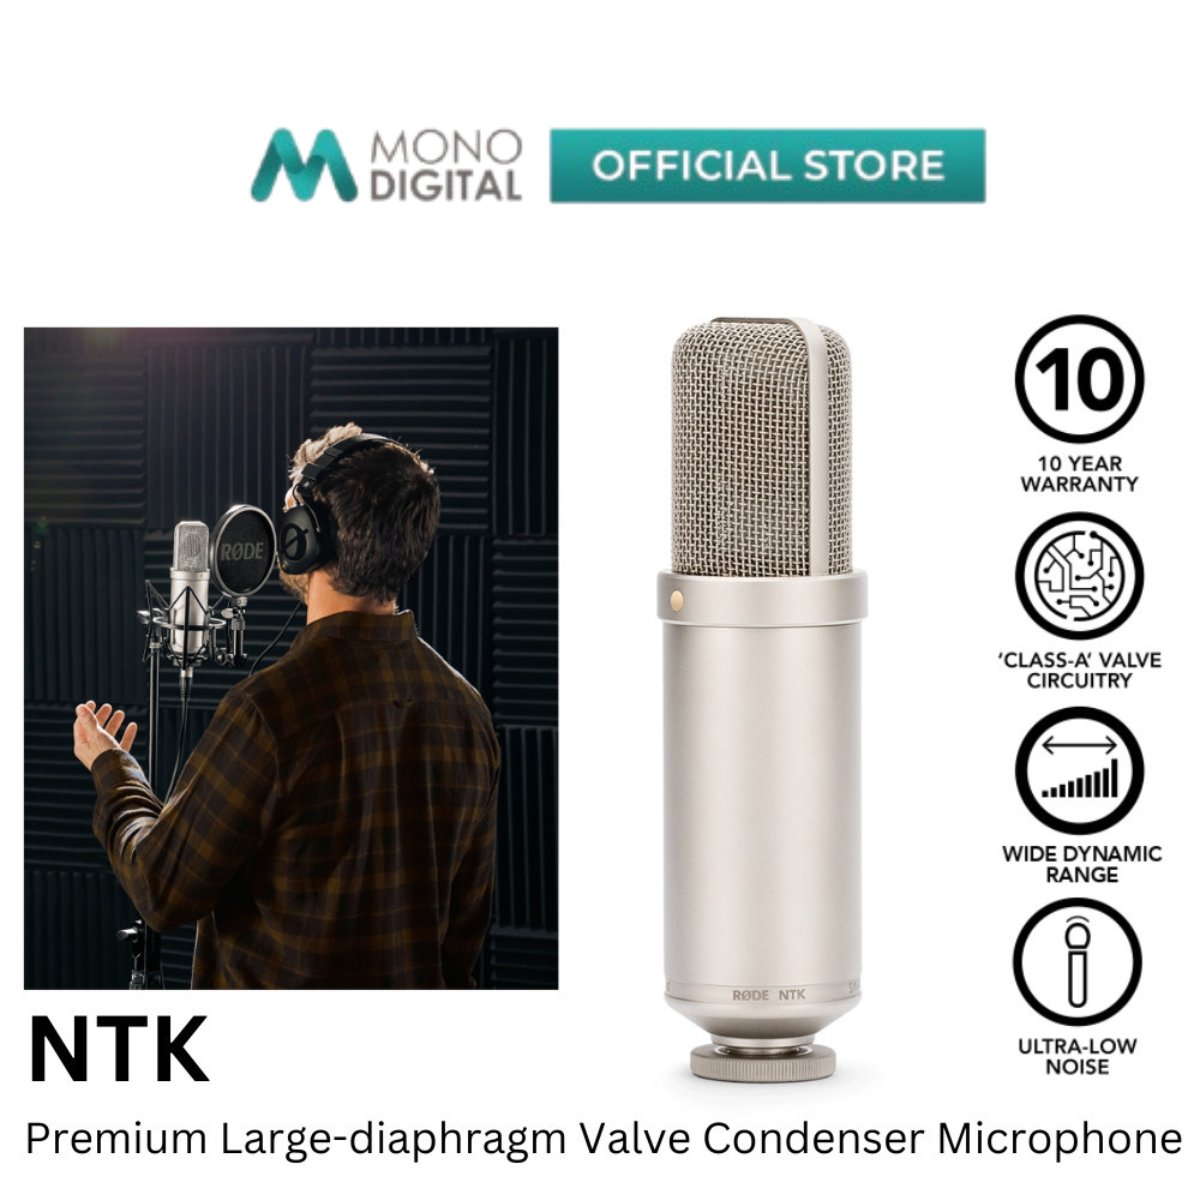 MONO
DIGITAL
OFFICIAL STORE
RØDE
10
10 YEAR
WARRANTY
'CLASS-A' VALVE
CIRCUITRY
WIDE DYNAMIC
RANGE
RØDE NTK
ULTRA-LOW
NOISE
NTK
Premium Large-diaphragm Valve Condenser Microphone